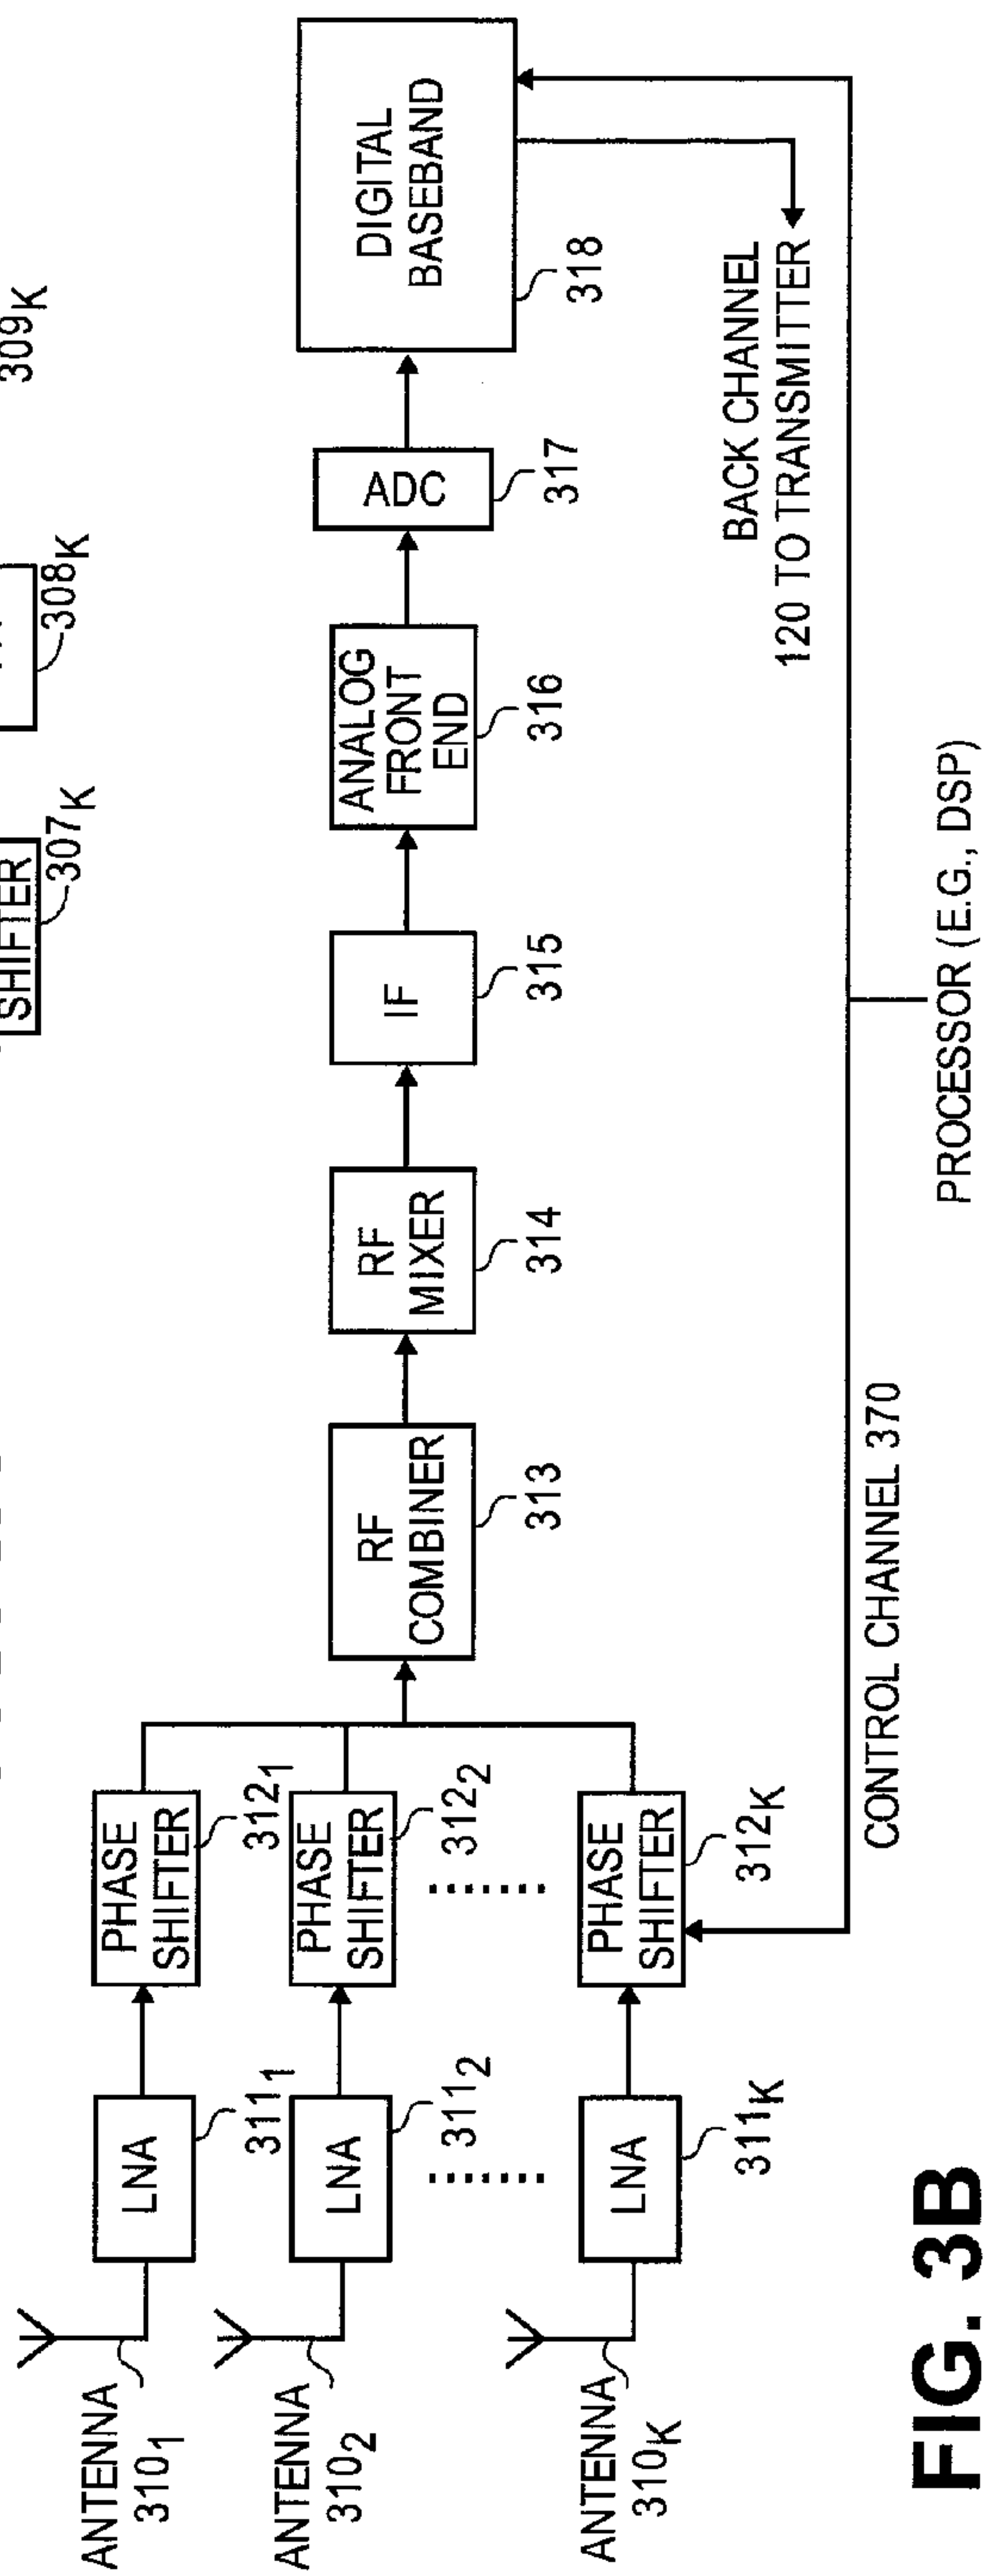 SHIFTER
307K
308K
309K
ANTENNA
310₁
LNA
311₁
PHASE
SHIFTER
312₁
ANTENNA
310₂
LNA
311₂
PHASE
SHIFTER
312₂
ANTENNA
310K
LNA
311K
PHASE
SHIFTER
312K
RF
COMBINER
313
RF
MIXER
314
IF
315
ANALOG
FRONT
END
316
ADC
317
DIGITAL
BASEBAND
318
BACK CHANNEL
120 TO TRANSMITTER
CONTROL CHANNEL 370
PROCESSOR (E.G., DSP)
FIG. 3B